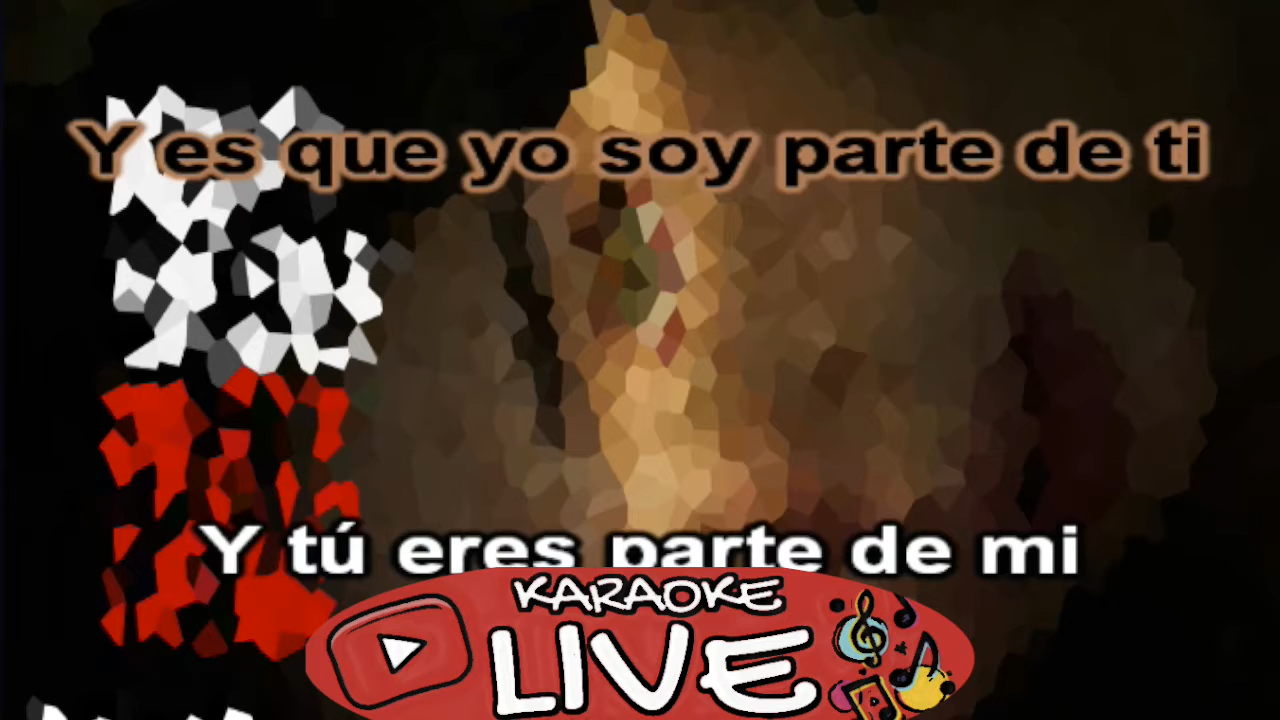 Y es que yo soy parte de ti
Y tú eres parte de mi
KARAOKE
LIVE